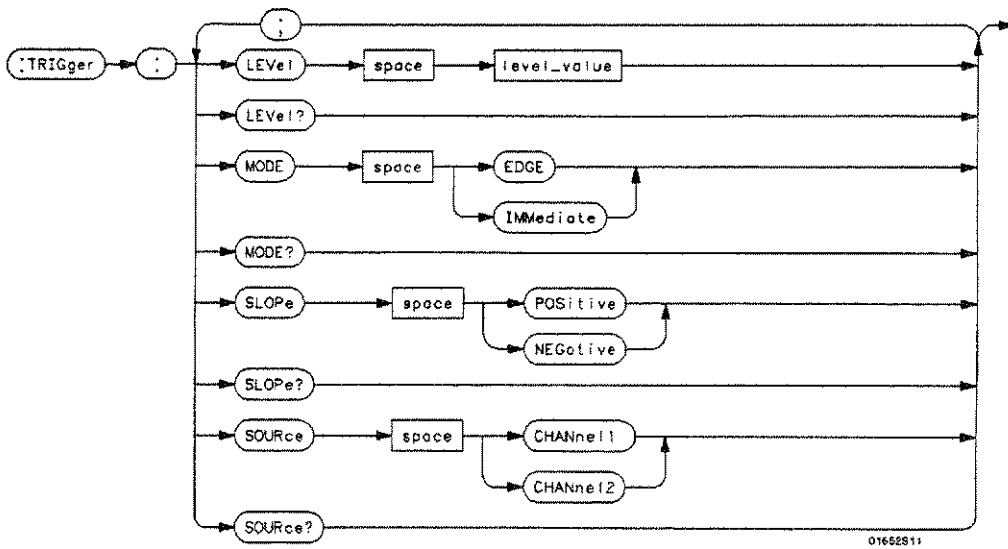 ;
:TRIGger
:
LEVel
space
level_value
LEVel?
MODE
space
EDGE
IMMediate
MODE?
SLOPe
space
POSitive
NEGative
SLOPe?
SOURce
space
CHANnel1
CHANnel2
SOURce?
01652S11